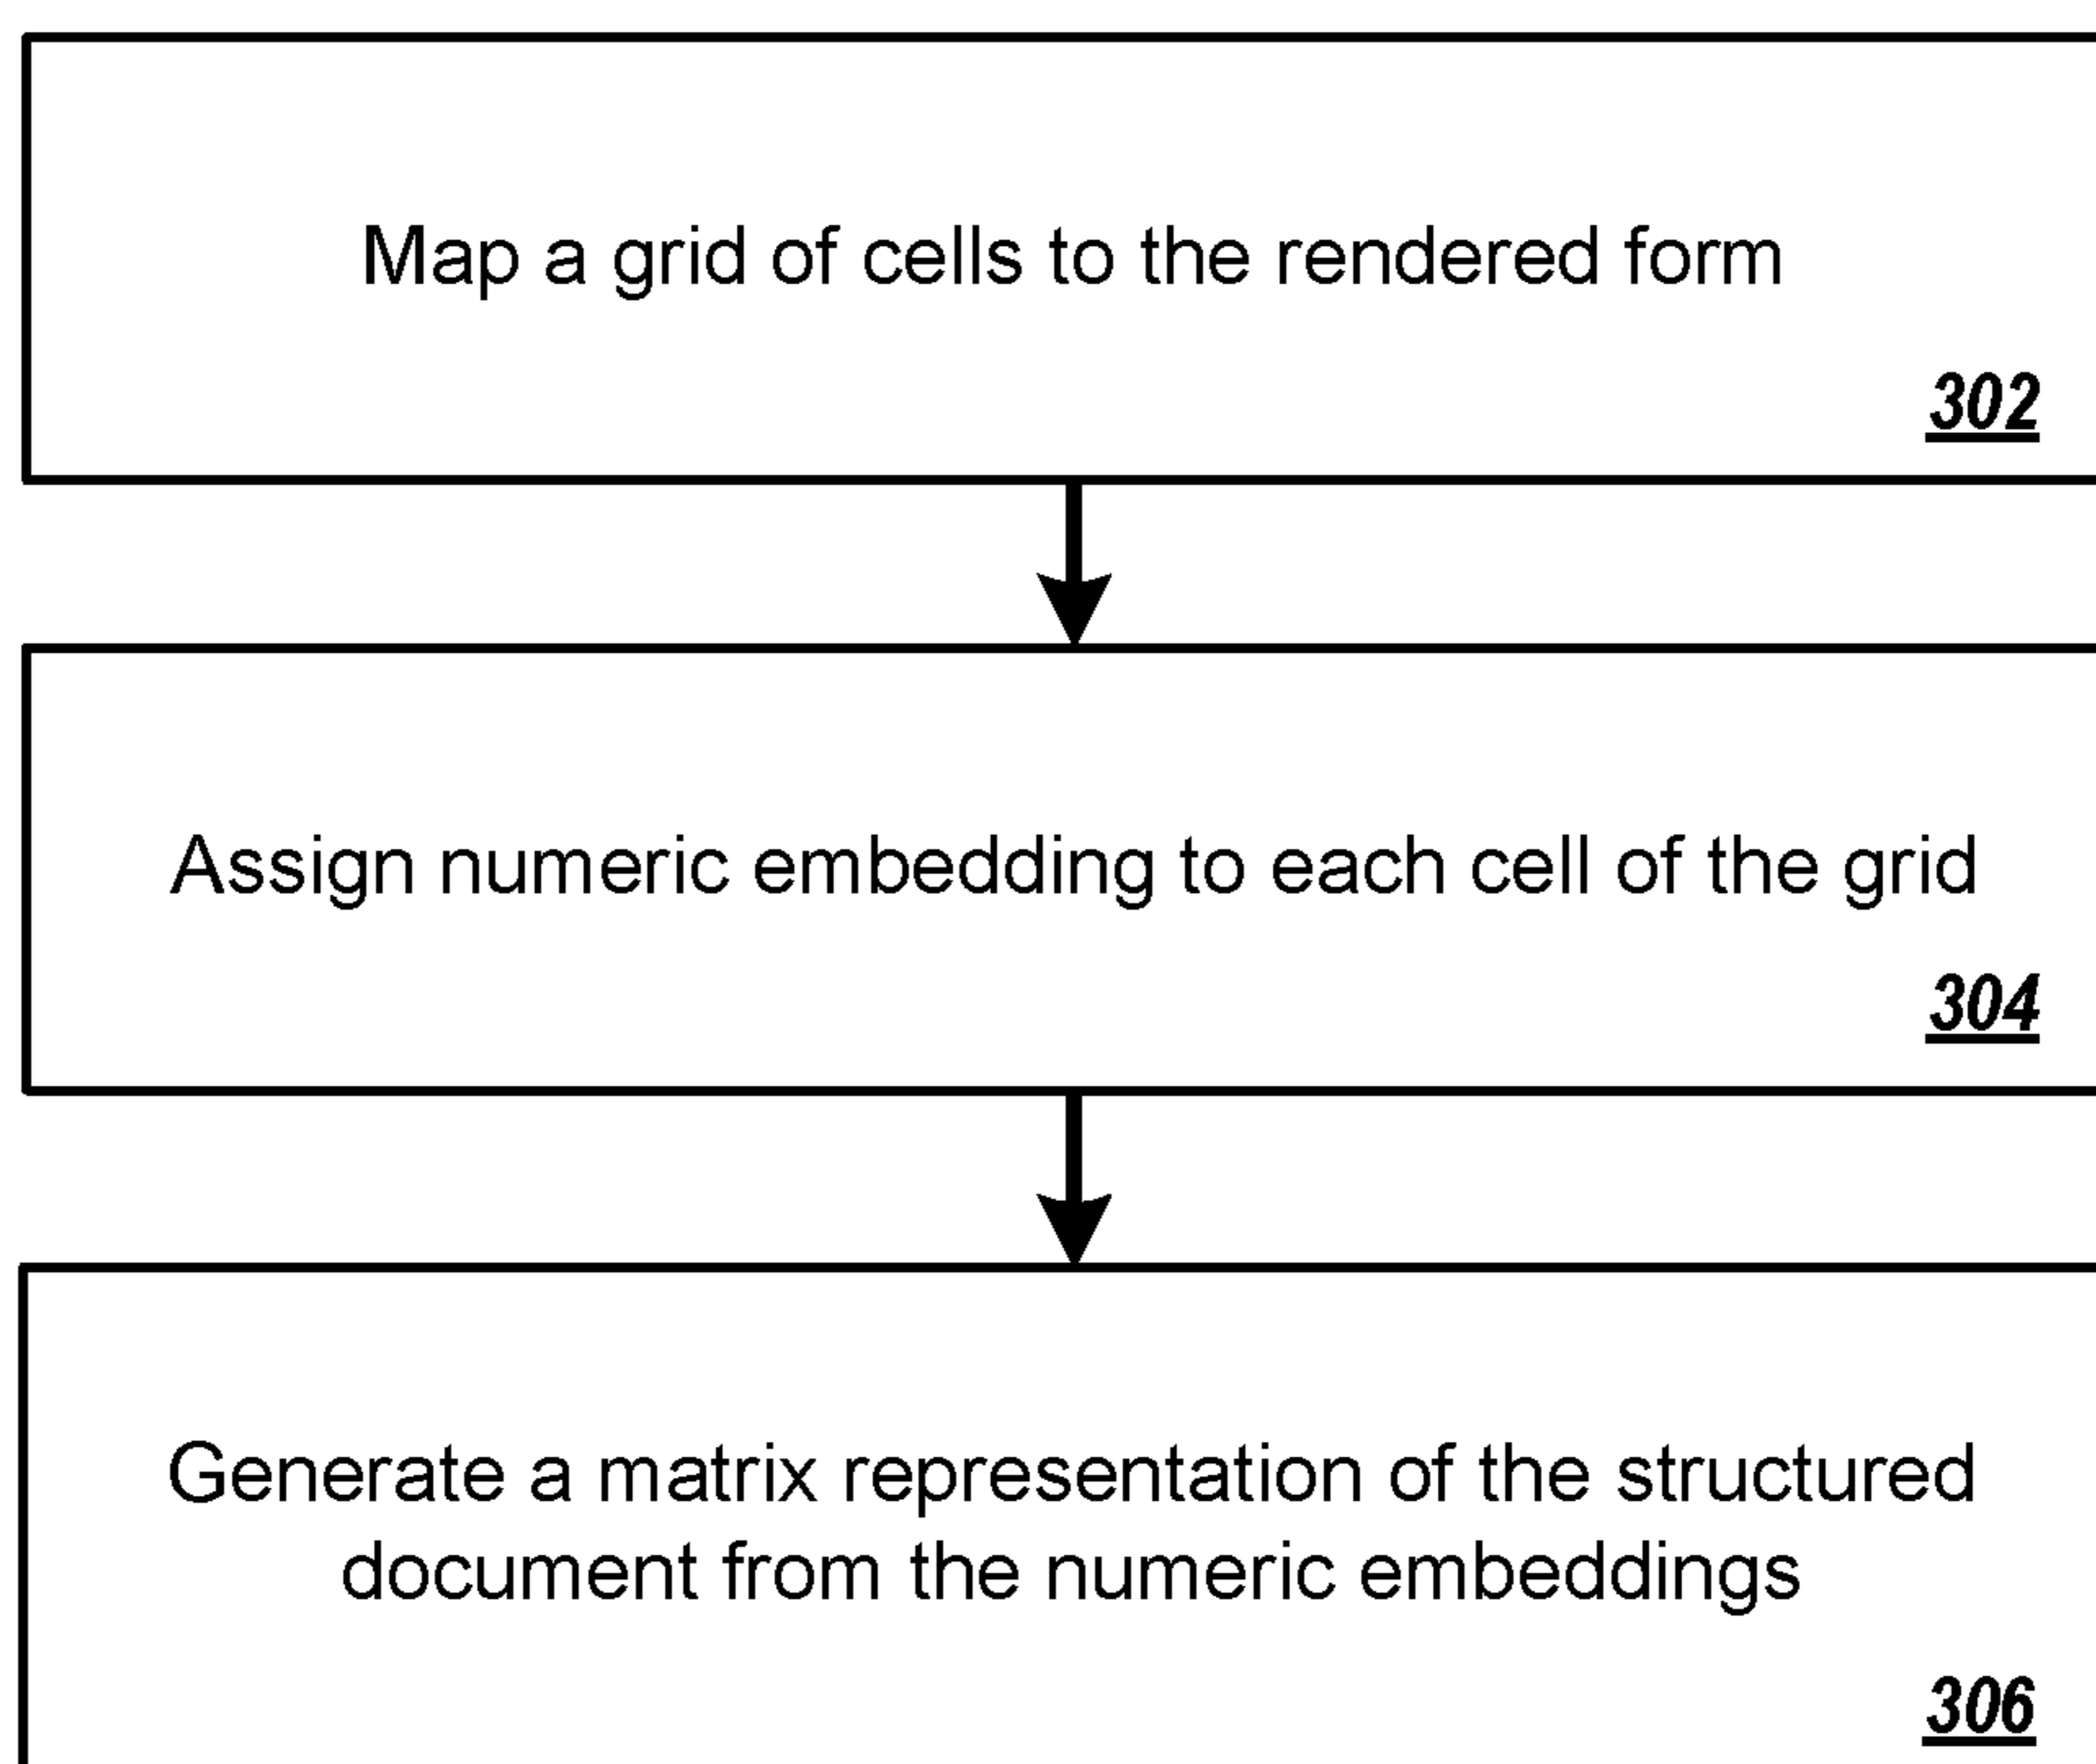 Map a grid of cells to the rendered form
302
Assign numeric embedding to each cell of the grid
304
Generate a matrix representation of the structured
document from the numeric embeddings
306